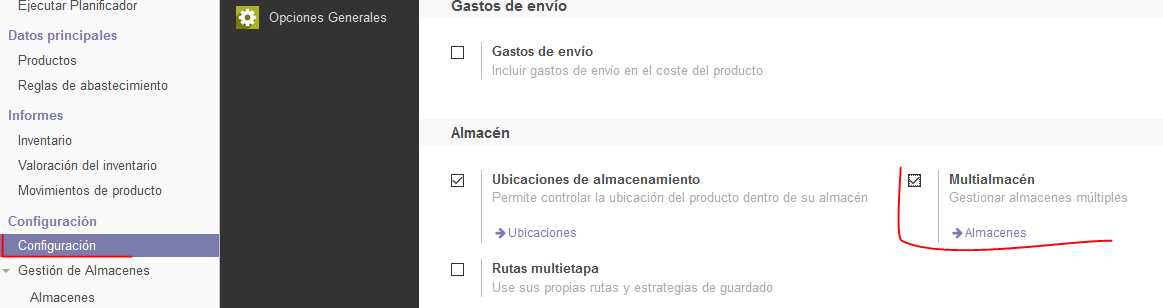 Ejecutar Planificador
Datos principales
Productos
Reglas de abastecimiento
Informes
Inventario
Valoración del inventario
Movimientos de producto
Configuración
Configuración
Gestión de Almacenes
Almacenes
Opciones Generales
Gastos de envío
Gastos de envío
Incluir gastos de envío en el coste del producto
Almacén
Ubicaciones de almacenamiento
Permite controlar la ubicación del producto dentro de su almacén
Ubicaciones
Multialmacén
Gestionar almacenes múltiples
Almacenes
Rutas multietapa
Use sus propias rutas y estrategias de guardado